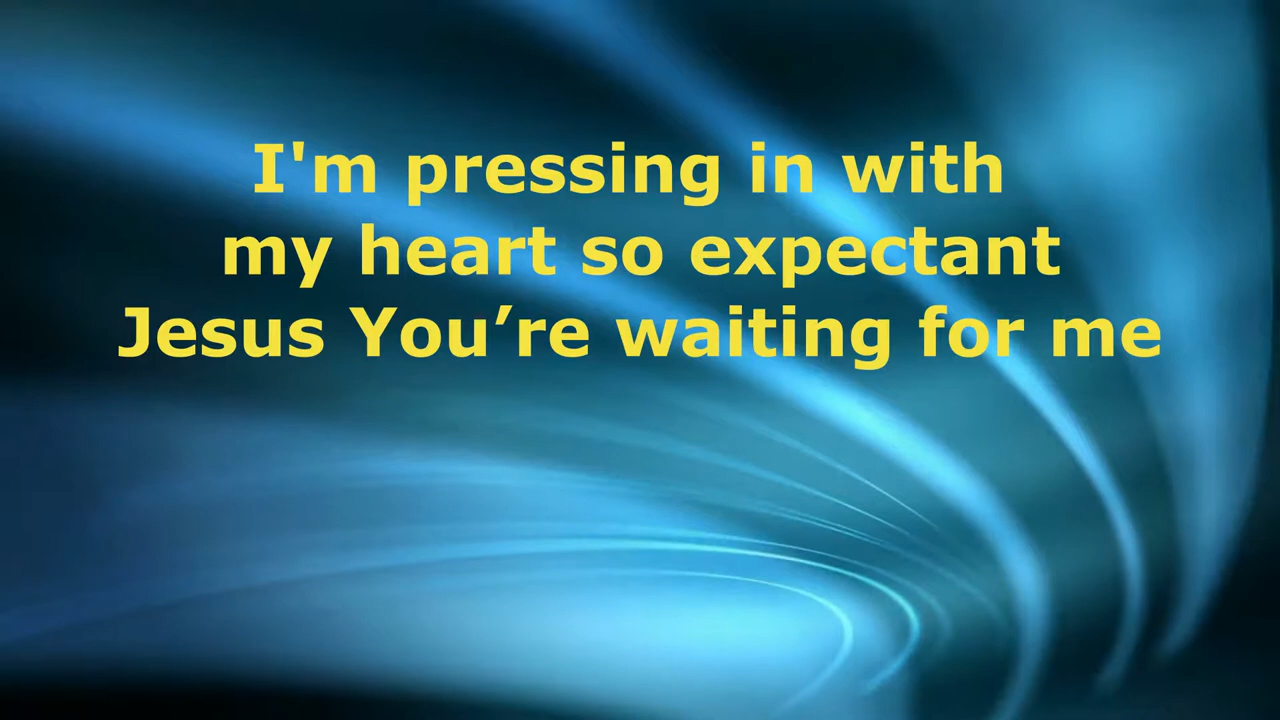 I'm pressing in with
my heart so expectant
Jesus You’re waiting for me